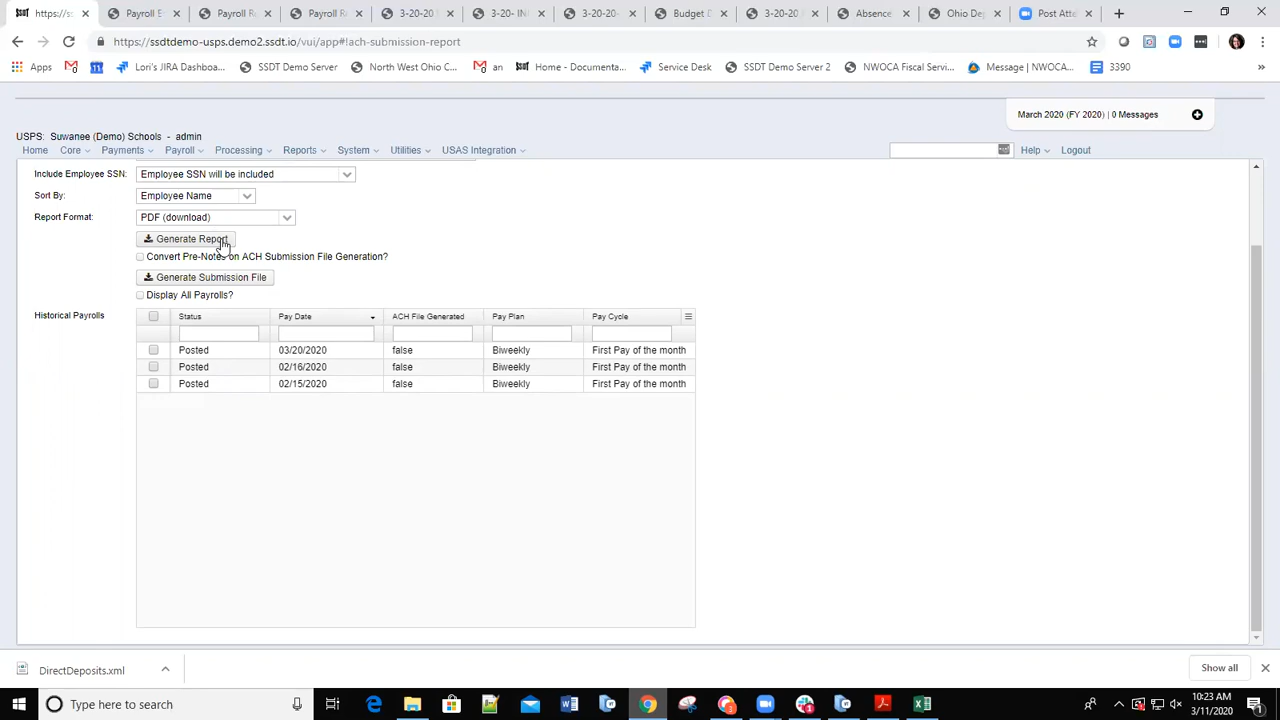 https://ss
Payroll E
Payroll Re
Payroll Re
3-20-20
3-20- IN
3-20-20-
Budget D
3-20-20
Absence
Ohio De
Post Atte
https://ssdtdemo-usps.demo2.ssdt.io/vui/app#!ach-submission-report
Apps
Lori's JIRA Dashboa...
SSDT Demo Server
North West Ohio C...
an
Home - Documenta...
Service Desk
SSDT Demo Server 2
NWOCA Fiscal Servi...
Message | NWOCA...
3390
March 2020 (FY 2020) | 0 Messages
USPS: Suwanee (Demo) Schools - admin
Home Core Payments Payroll Processing Reports System Utilities USAS Integration Help Logout
Include Employee SSN: Employee SSN will be included
Sort By: Employee Name
Report Format: PDF (download)
Generate Report
Convert Pre-Notes on ACH Submission File Generation?
Generate Submission File
Display All Payrolls?
Historical Payrolls
Status Pay Date ACH File Generated Pay Plan Pay Cycle
Posted 03/20/2020 false Biweekly First Pay of the month
Posted 02/16/2020 false Biweekly First Pay of the month
Posted 02/15/2020 false Biweekly First Pay of the month
DirectDeposits.xml
Show all
Type here to search
10:23 AM
3/11/2020